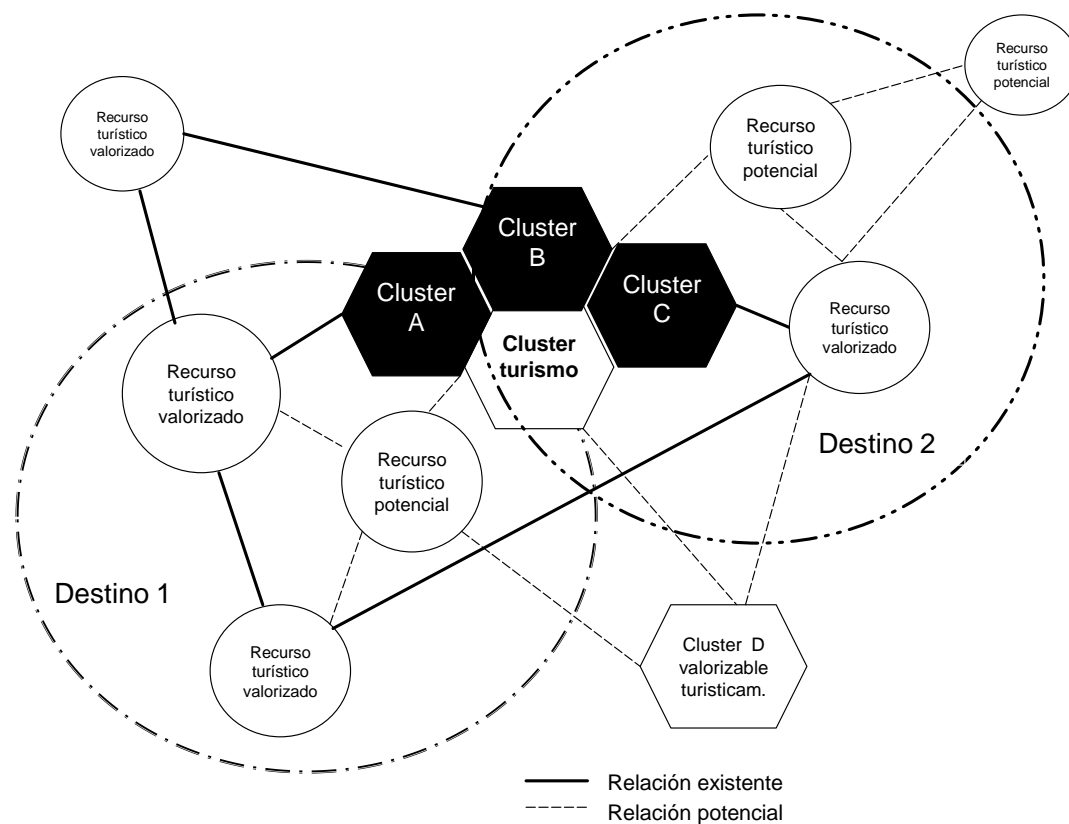 Recurso
turístico
potencial
Recurso
turístico
valorizado
Recurso
turístico
potencial
Cluster
B
Cluster
A
Cluster
C
Recurso
turístico
valorizado
Cluster
turismo
Recurso
turístico
valorizado
Destino 2
Recurso
turístico
potencial
Destino 1
Recurso
turístico
valorizado
Cluster D
valorizable
turisticam.
Relación existente
Relación potencial